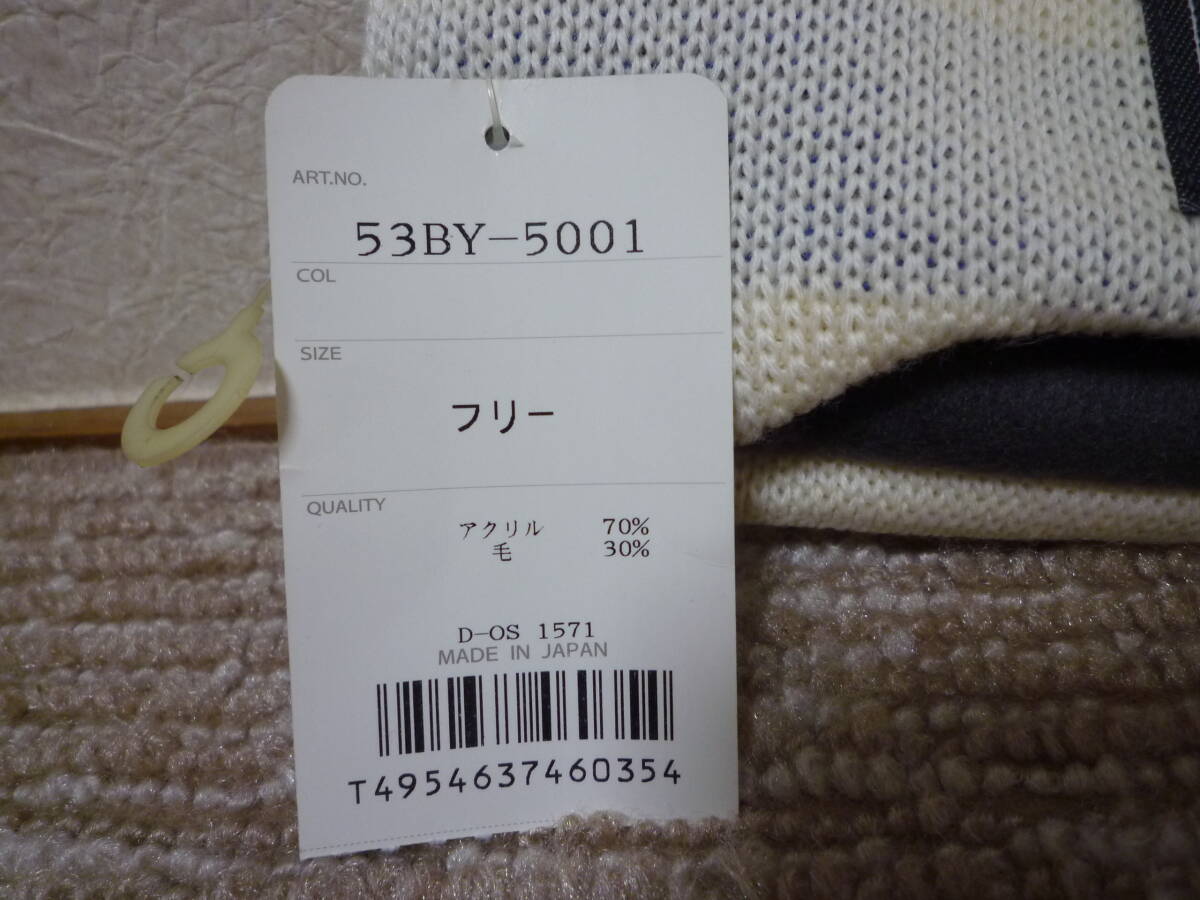 ART.NO.
53BY-5001
COL
SIZE
フリー
QUALITY
アクリル 70%
毛 30%
D-OS 1571
MADE IN JAPAN
T4954637460354